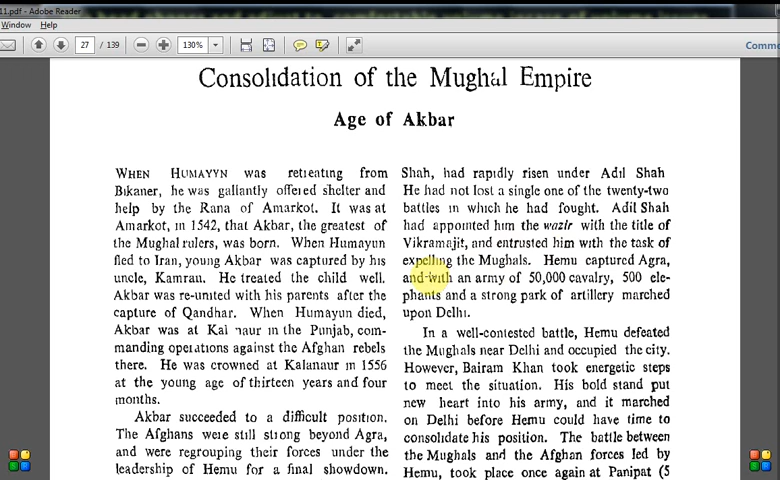 11.pdf - Adobe Reader
Window Help
27 / 139 130% Comme
Consolidation of the Mughal Empire
Age of Akbar
WHEN HUMAYYN was retreating from
Bikaner, he was gallantly offered shelter and
help by the Rana of Amarkot. It was at
Amarkot, in 1542, that Akbar, the greatest of
the Mughal rulers, was born. When Humayun
fled to Iran, young Akbar was captured by his
uncle, Kamran. He treated the child well.
Akbar was re-united with his parents after the
capture of Qandhar. When Humayun died,
Akbar was at Kal naur in the Punjab, com-
manding operations against the Afghan rebels
there. He was crowned at Kalanaur in 1556
at the young age of thirteen years and four
months.
Akbar succeeded to a difficult position.
The Afghans were still strong beyond Agra,
and were regrouping their forces under the
leadership of Hemu for a final showdown.
Shah, had rapidly risen under Adil Shah
He had not lost a single one of the twenty-two
battles in which he had fought. Adil Shah
had appointed him the wazir with the title of
Vikramajit, and entrusted him with the task of
expelling the Mughals. Hemu captured Agra,
and with an army of 50,000 cavalry, 500 ele-
phants and a strong park of artillery marched
upon Delhi.
In a well-contested battle, Hemu defeated
the Mughals near Delhi and occupied the city.
However, Bairam Khan took energetic steps
to meet the situation. His bold stand put
new heart into his army, and it marched
on Delhi before Hemu could have time to
consolidate his position. The battle between
the Mughals and the Afghan forces led by
Hemu, took place once again at Panipat (5